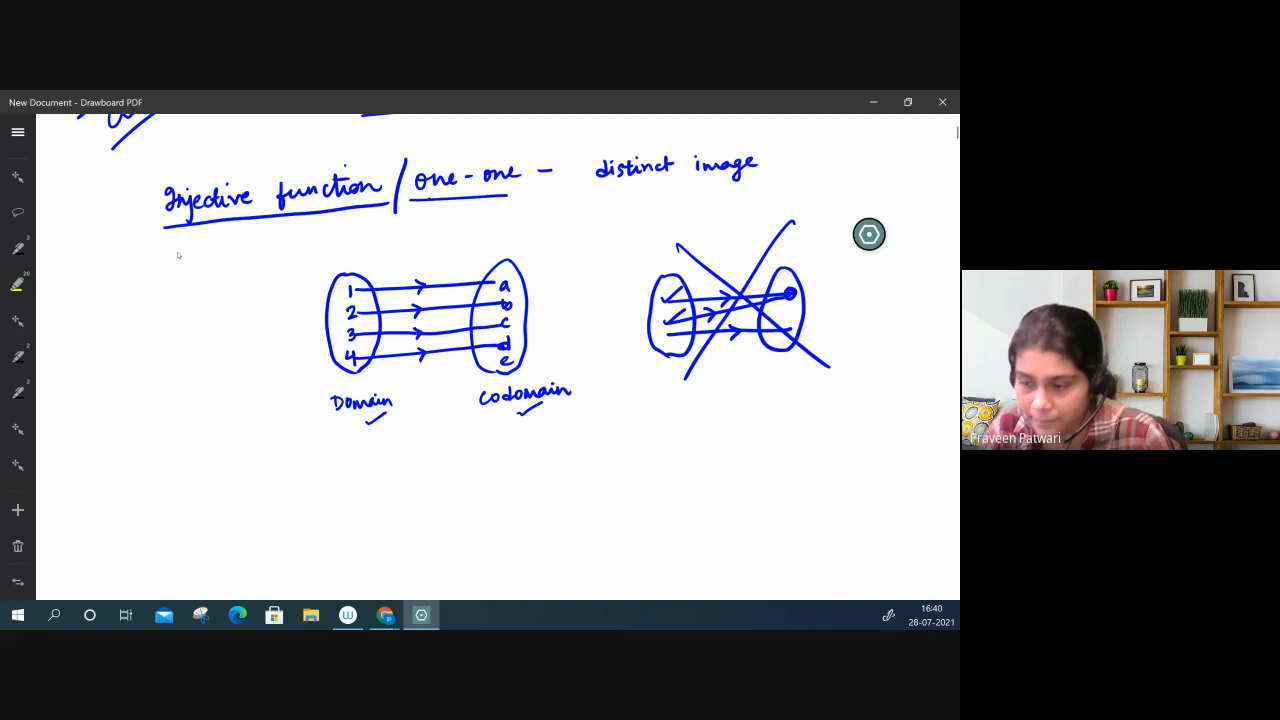 New Document - Drawboard PDF
Injective function / one-one - distinct image
1 a
2 b
3 c
4 d
e
Domain Codomain
Praveen Patwari
16:40
28-07-2021